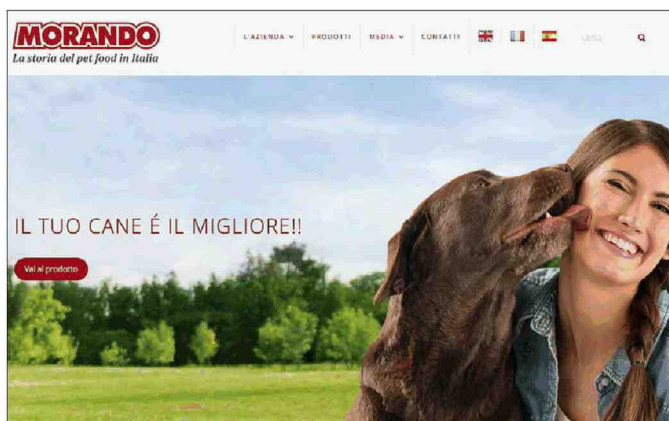 MORANDO
La storia del pet food in Italia
L'AZIENDA PRODOTTI MEDIA CONTATTI
IL TUO CANE É IL MIGLIORE!!
Vai al prodotto